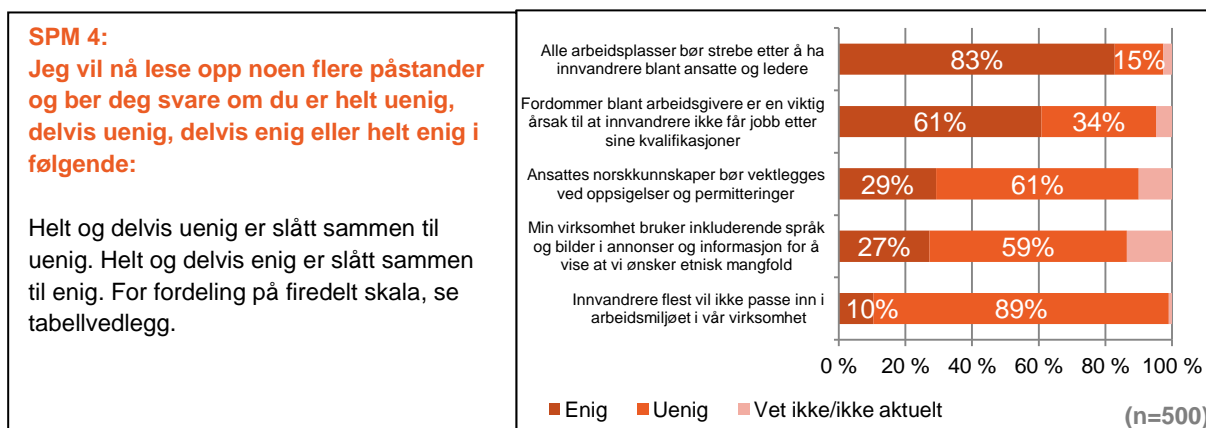 SPM 4:
Jeg vil nå lese opp noen flere påstander
og ber deg svare om du er helt uenig,
delvis uenig, delvis enig eller helt enig i
følgende:
Helt og delvis uenig er slått sammen til
uenig. Helt og delvis enig er slått sammen
til enig. For fordeling på firedelt skala, se
tabellvedlegg.
Alle arbeidsplasser bør strebe etter å ha
innvandrere blant ansatte og ledere
83% 15%
Fordommer blant arbeidsgivere er en viktig
årsak til at innvandrere ikke får jobb etter
sine kvalifikasjoner
61% 34%
Ansattes norskkunnskaper bør vektlegges
ved oppsigelser og permitteringer
29% 61%
Min virksomhet bruker inkluderende språk
og bilder i annonser og informasjon for å
vise at vi ønsker etnisk mangfold
27% 59%
Innvandrere flest vil ikke passe inn i
arbeidsmiljøet i vår virksomhet
10% 89%
0 % 20 % 40 % 60 % 80 % 100 %
Enig Uenig Vet ikke/ikke aktuelt
(n=500)